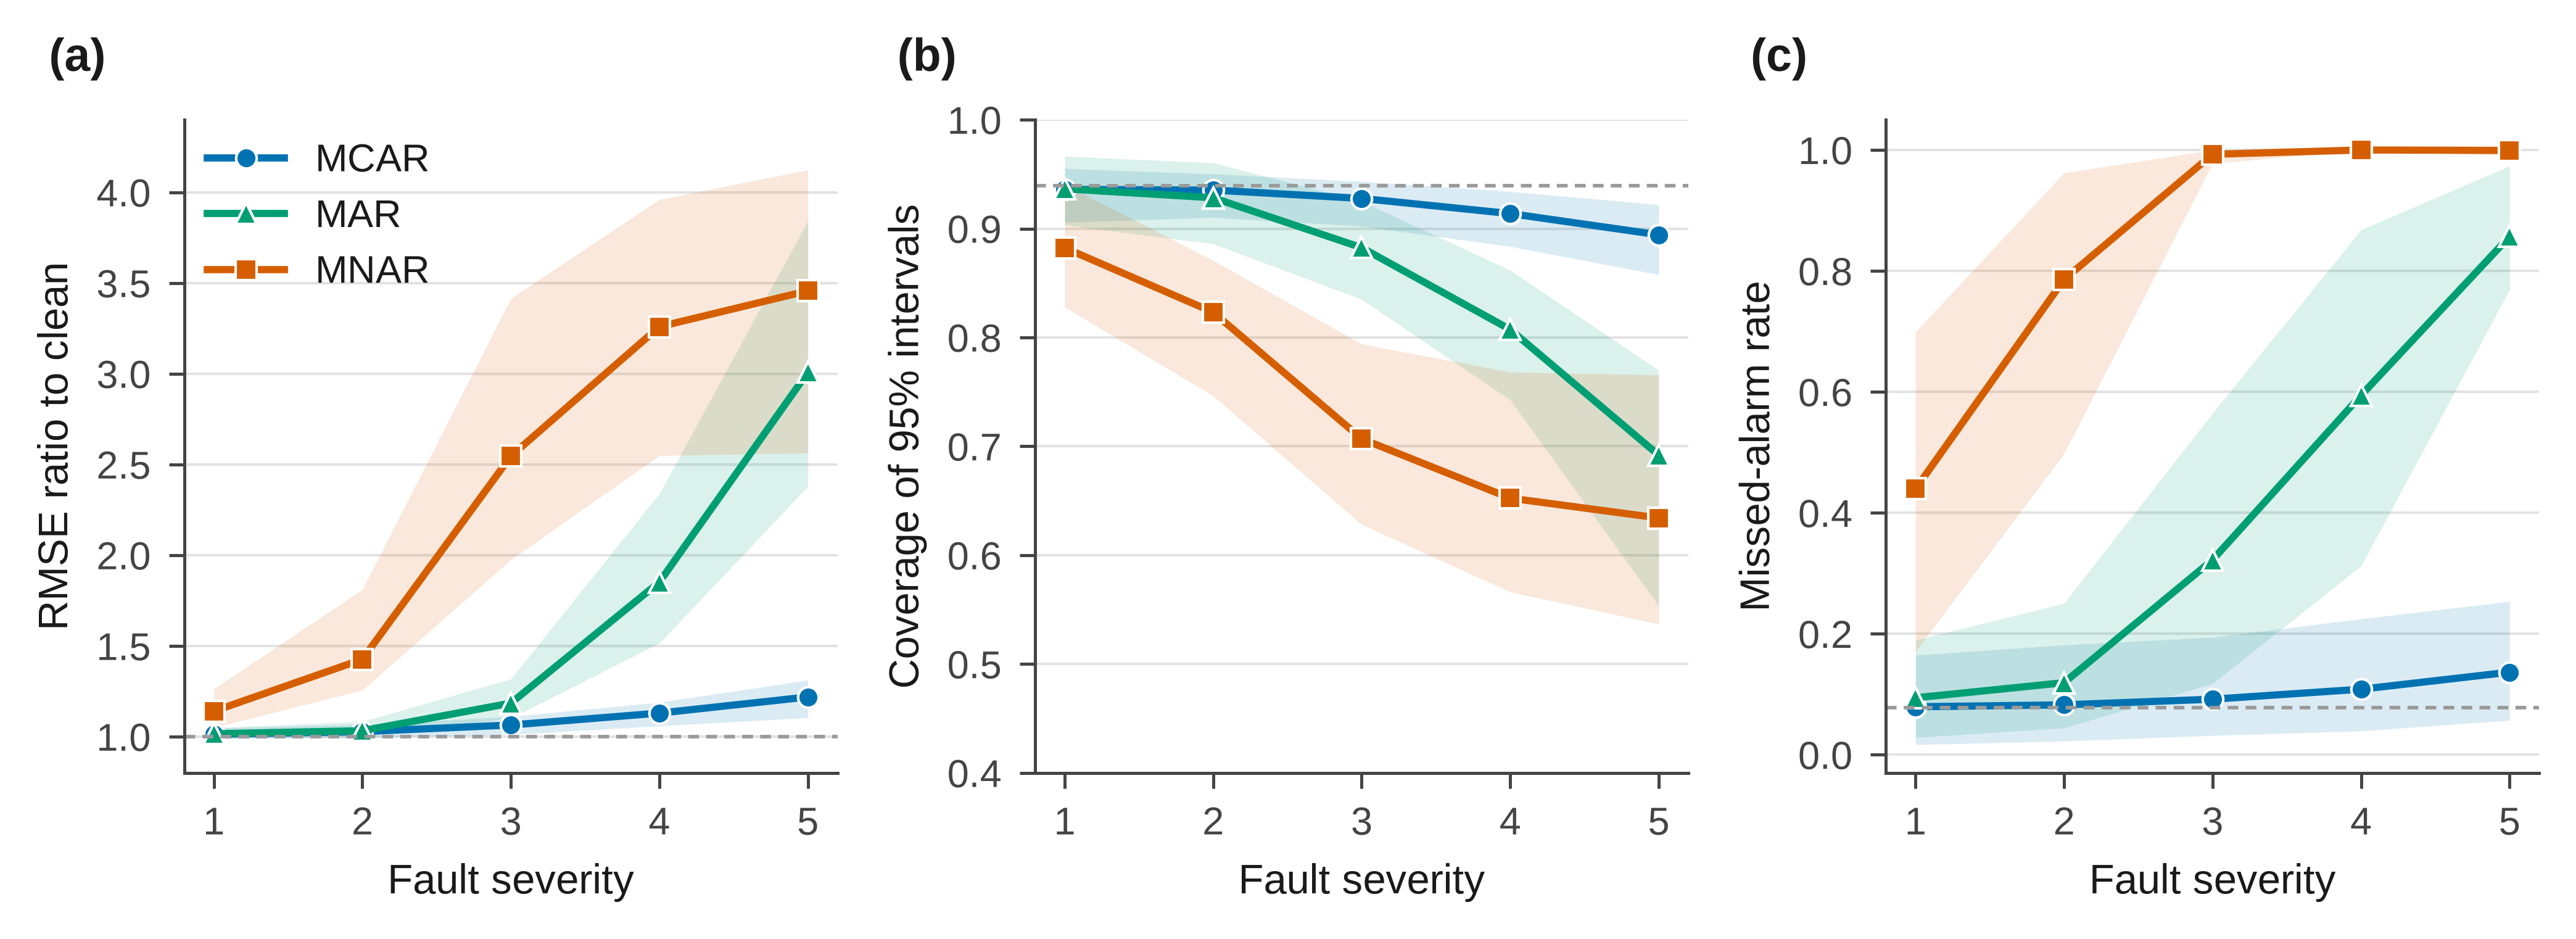 (a)
RMSE ratio to clean
4.0
3.5
3.0
2.5
2.0
1.5
1.0
MCAR
MAR
MNAR
1 2 3 4 5
Fault severity
(b)
Coverage of 95% intervals
1.0
0.9
0.8
0.7
0.6
0.5
0.4
1 2 3 4 5
Fault severity
(c)
Missed-alarm rate
1.0
0.8
0.6
0.4
0.2
0.0
1 2 3 4 5
Fault severity